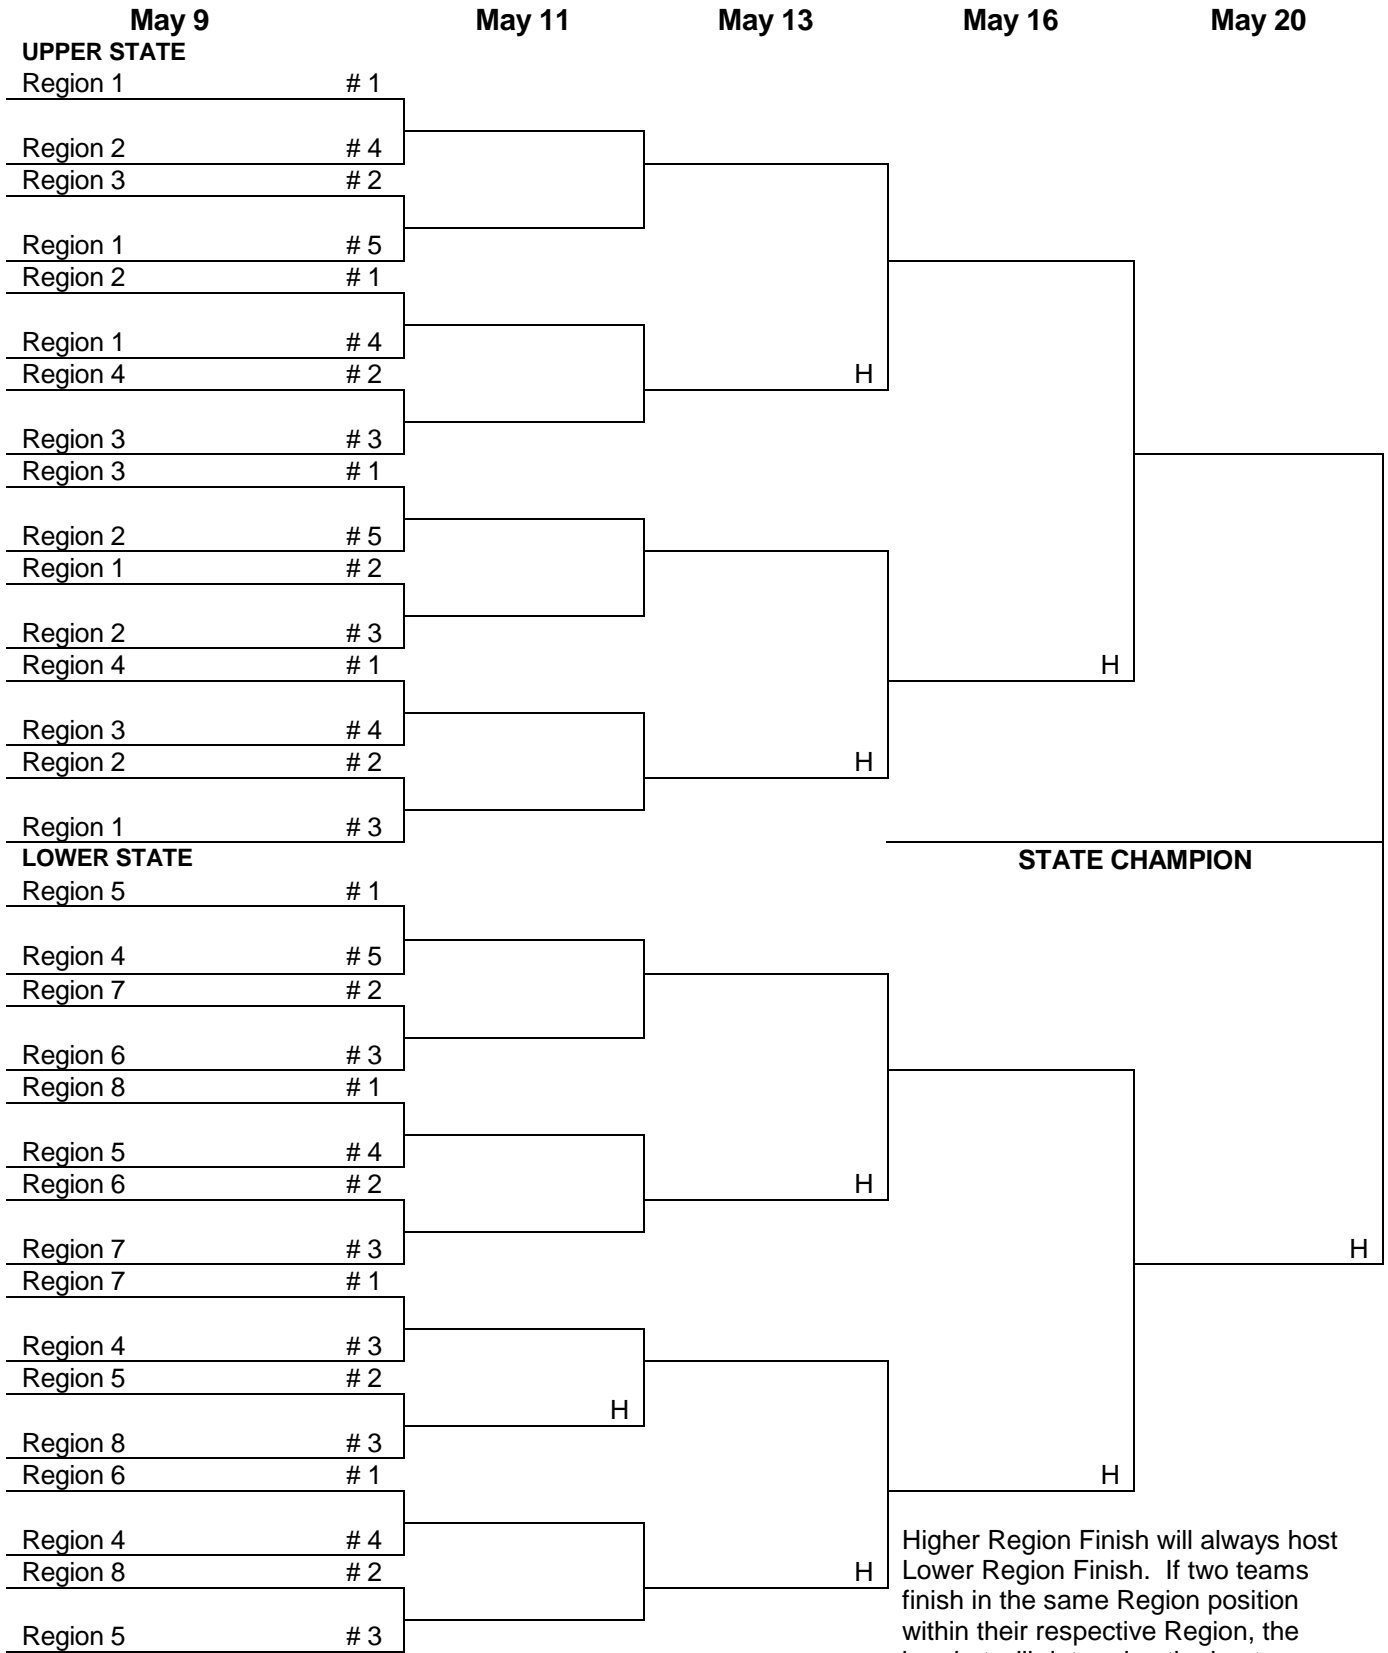 May 9 May 11 May 13 May 16 May 20
UPPER STATE
Region 1 # 1
Region 2 # 4
Region 3 # 2
Region 1 # 5
Region 2 # 1
Region 1 # 4
Region 4 # 2 H
Region 3 # 3
Region 3 # 1
Region 2 # 5
Region 1 # 2
Region 2 # 3
Region 4 # 1 H
Region 3 # 4
Region 2 # 2 H
Region 1 # 3
LOWER STATE STATE CHAMPION
Region 5 # 1
Region 4 # 5
Region 7 # 2
Region 6 # 3
Region 8 # 1
Region 5 # 4
Region 6 # 2 H
Region 7 # 3 H
Region 7 # 1
Region 4 # 3
Region 5 # 2
H
Region 8 # 3
Region 6 # 1 H
Region 4 # 4 Higher Region Finish will always host
Region 8 # 2 H Lower Region Finish. If two teams
finish in the same Region position
Region 5 # 3 within their respective Region, the